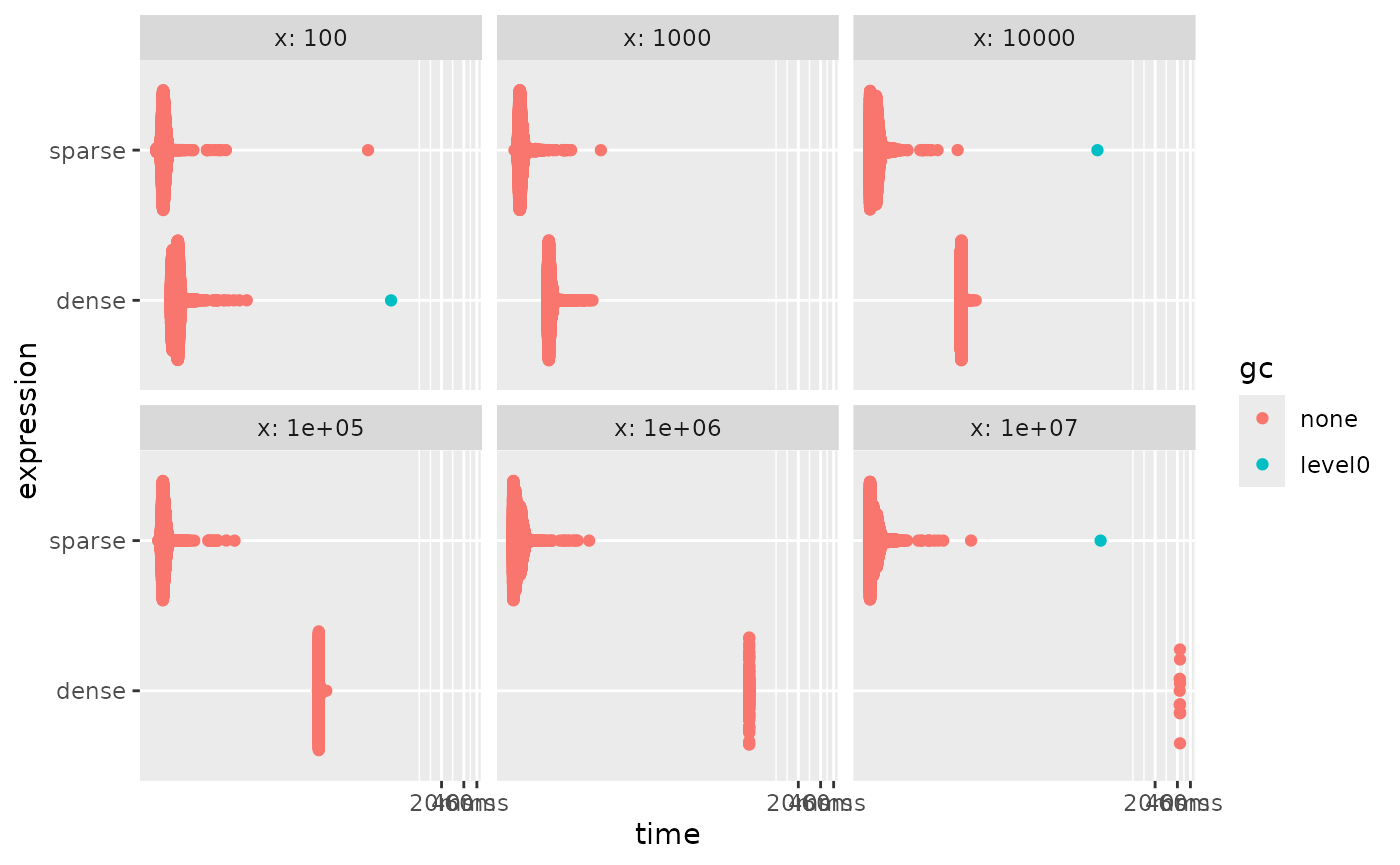 x: 100 x: 1000 x: 10000
sparse
dense
x: 1e+05 x: 1e+06 x: 1e+07
sparse
dense
time
expression
gc
none
level0